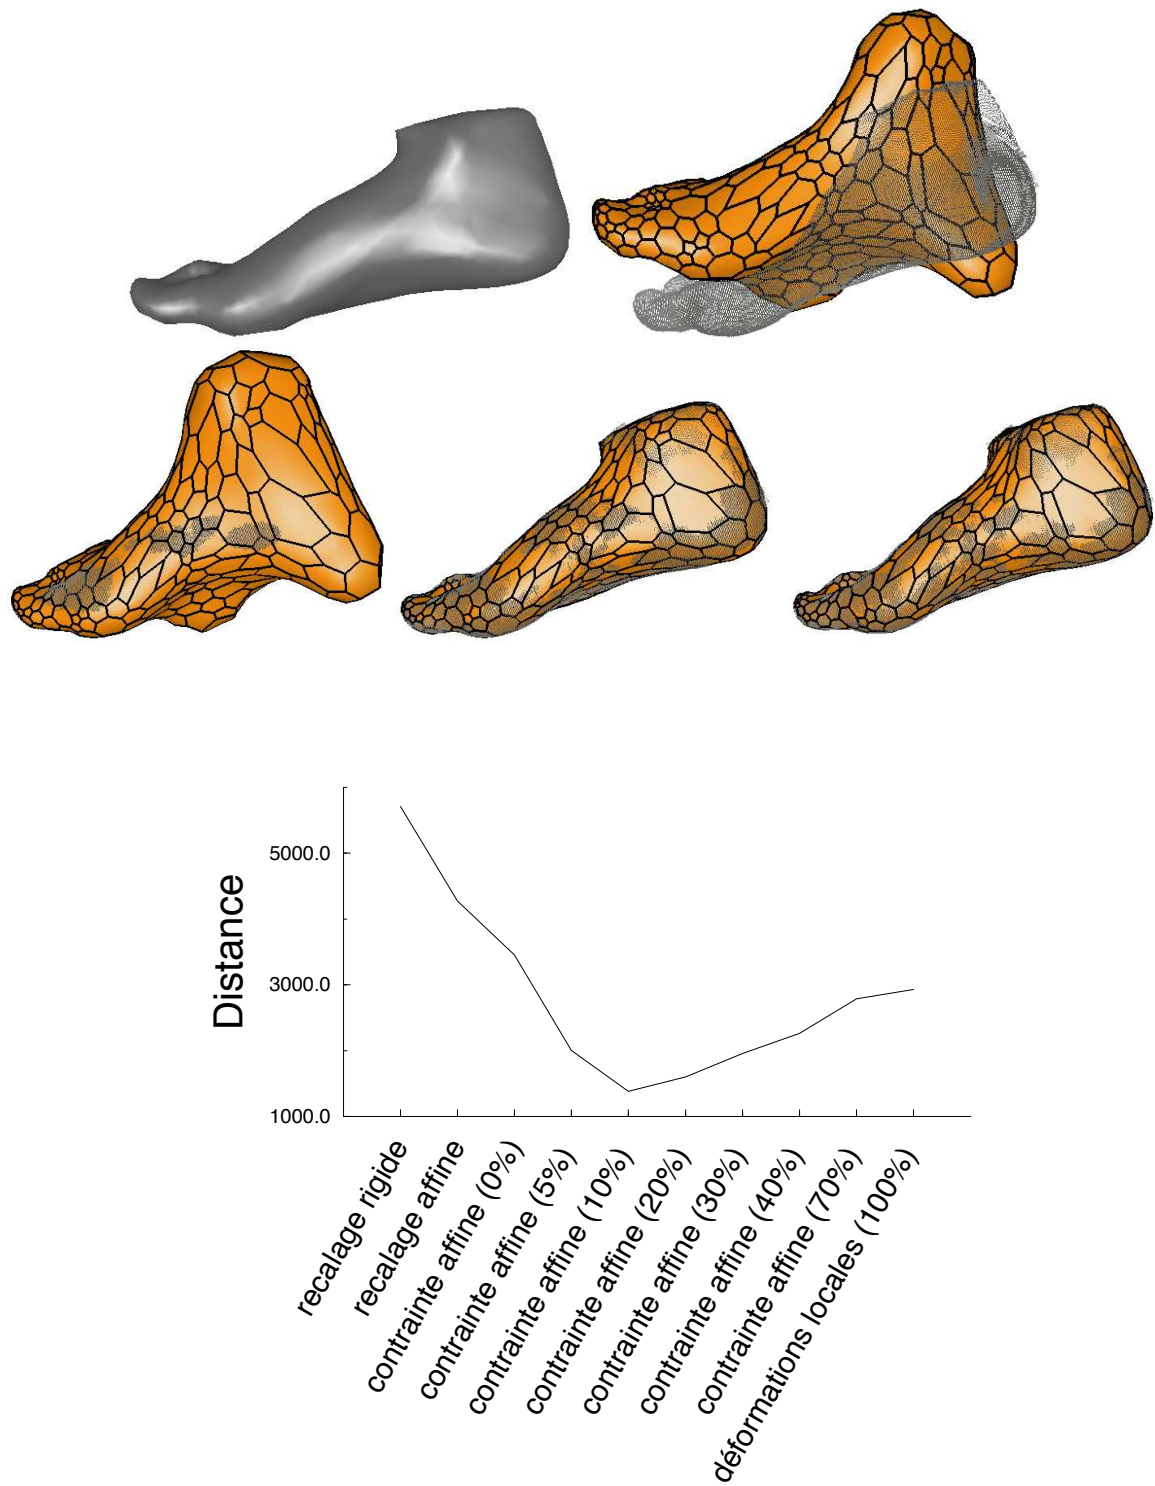 5000.0
3000.0
1000.0
Distance
recalage rigide
recalage affine
contrainte affine (0%)
contrainte affine (5%)
contrainte affine (10%)
contrainte affine (20%)
contrainte affine (30%)
contrainte affine (40%)
contrainte affine (70%)
déformations locales (100%)